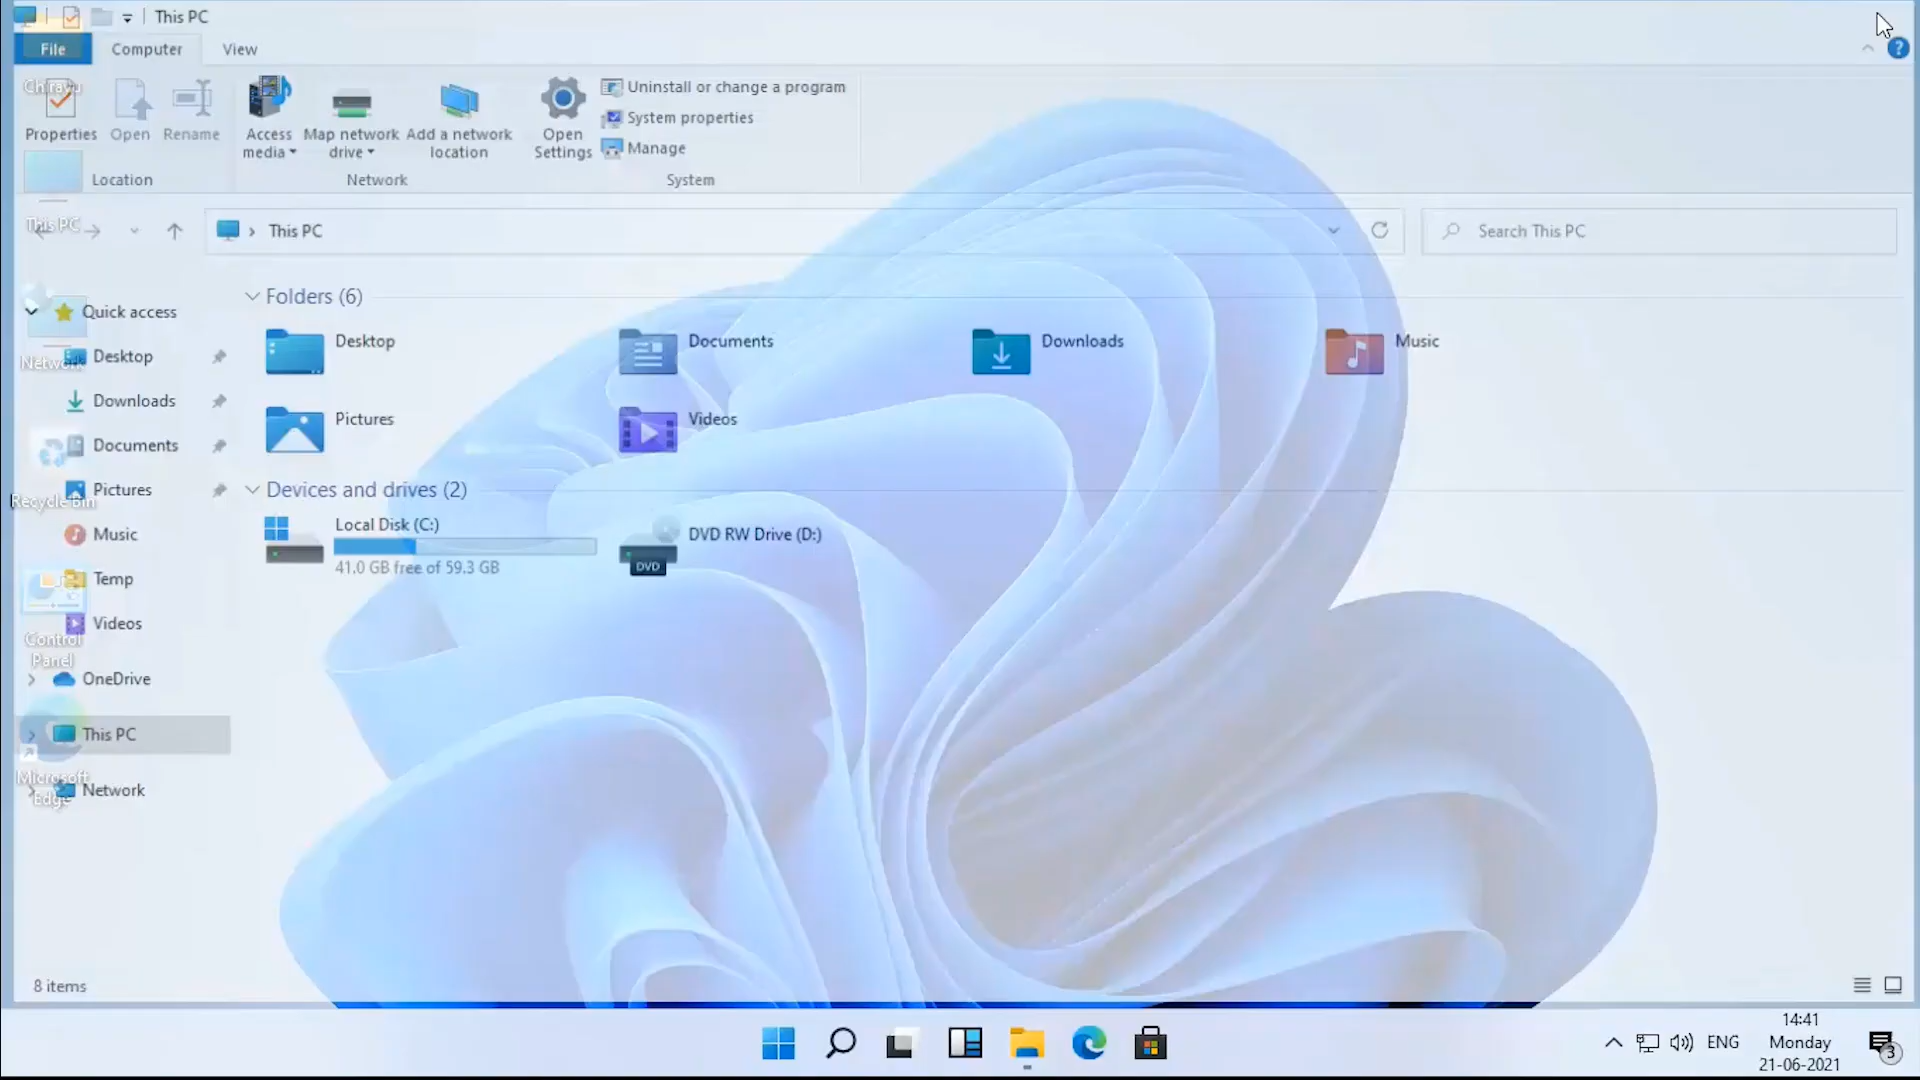 This PC
File
Computer
View
Chirayu
Properties
Open
Rename
Access
media
Map network
drive
Add a network
location
Open
Settings
Uninstall or change a program
System properties
Manage
Location
Network
System
This PC
This PC
Search This PC
Quick access
Network
Desktop
Downloads
Documents
Recycle Bin
Pictures
Music
Temp
Videos
Control
Panel
OneDrive
This PC
Microsoft
Edge
Network
Folders (6)
Desktop
Documents
Downloads
Music
Pictures
Videos
Devices and drives (2)
Local Disk (C:)
41.0 GB free of 59.3 GB
DVD RW Drive (D:)
DVD
8 items
ENG
14:41
Monday
21-06-2021
3